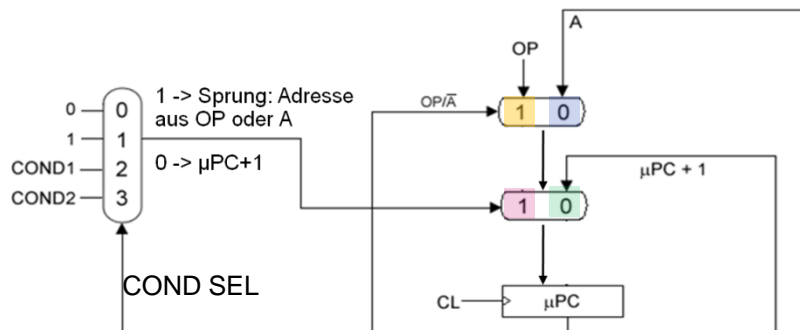 A
OP
OP/A̅
1 0
0 0
1 1
COND1 2
COND2 3
1 -> Sprung: Adresse
aus OP oder A
0 -> µPC+1
µPC + 1
1 0
COND SEL
CL
µPC